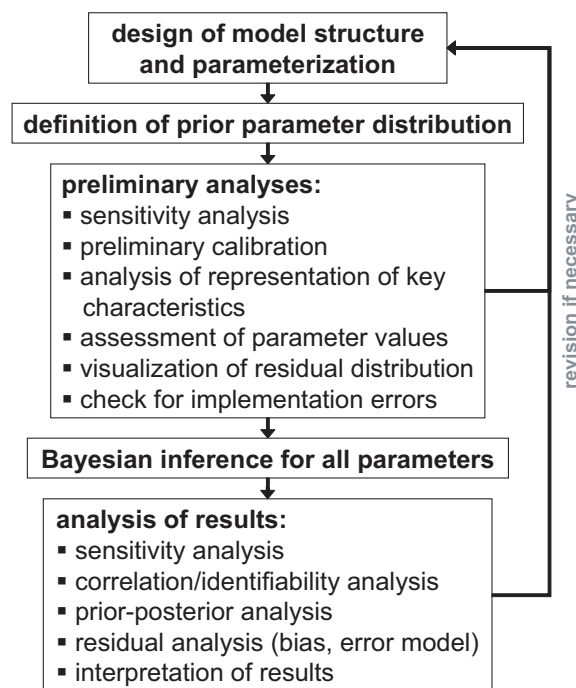 design of model structure
and parameterization
definition of prior parameter distribution
preliminary analyses:
▪ sensitivity analysis
▪ preliminary calibration
▪ analysis of representation of key
characteristics
▪ assessment of parameter values
▪ visualization of residual distribution
▪ check for implementation errors
Bayesian inference for all parameters
analysis of results:
▪ sensitivity analysis
▪ correlation/identifiability analysis
▪ prior-posterior analysis
▪ residual analysis (bias, error model)
▪ interpretation of results
revision if necessary